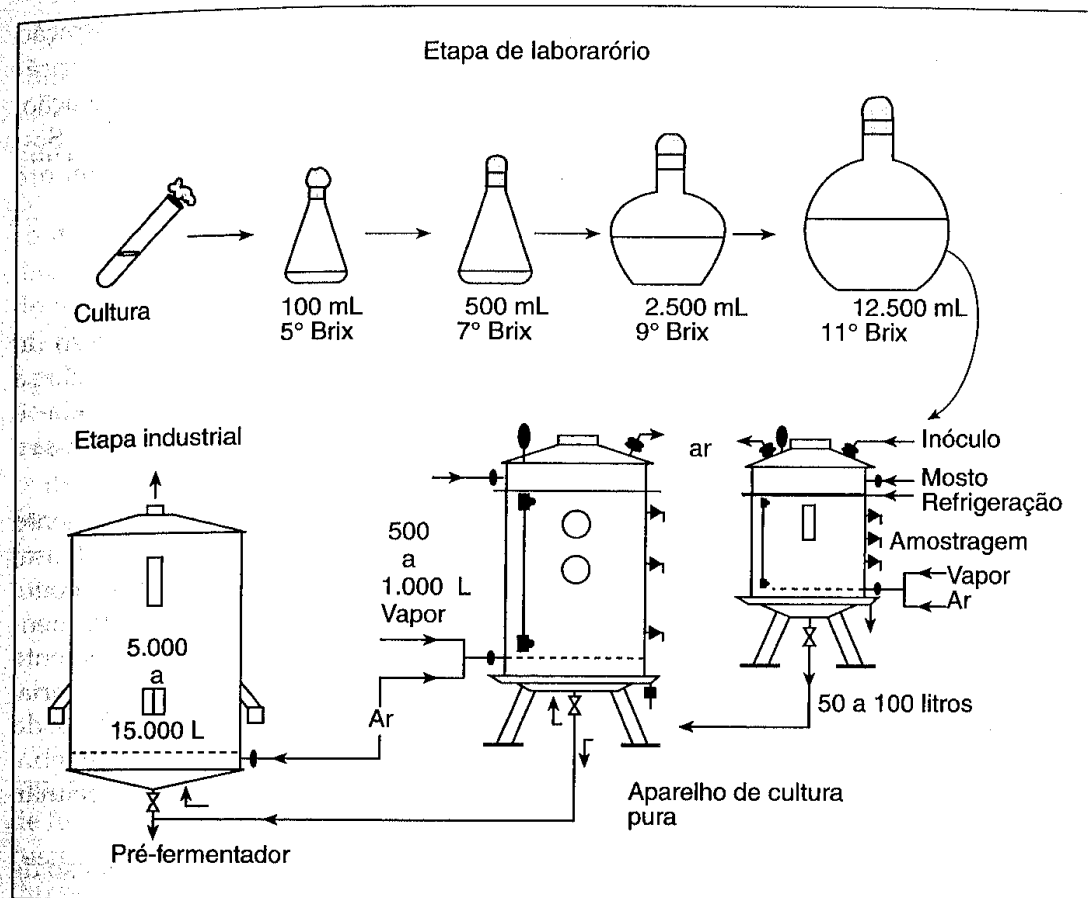 Etapa de laborarório
Cultura
100 mL
5° Brix
500 mL
7° Brix
2.500 mL
9° Brix
12.500 mL
11° Brix
Etapa industrial
5.000
a
15.000 L
Pré-fermentador
500
a
1.000 L
Vapor
Ar
ar
Inóculo
Mosto
Refrigeração
Amostragem
Vapor
Ar
50 a 100 litros
Aparelho de cultura
pura